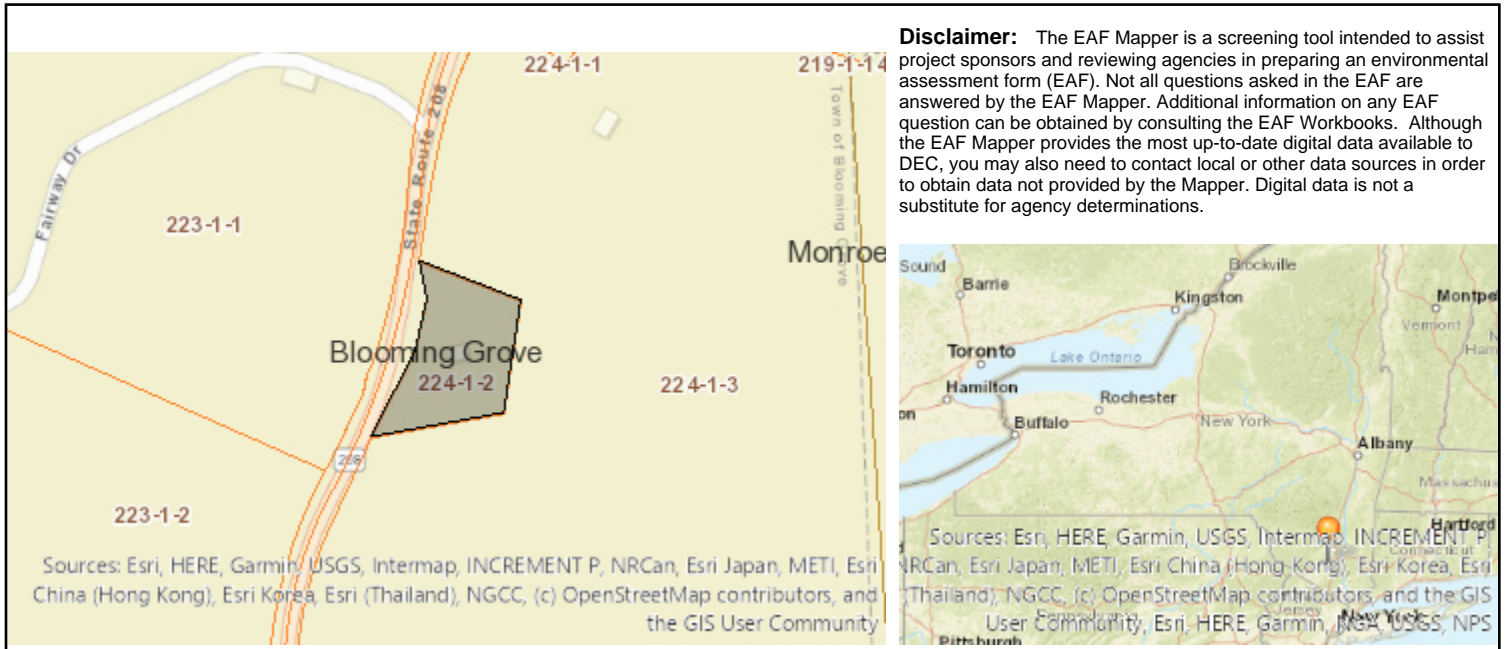 Disclaimer: The EAF Mapper is a screening tool intended to assist
project sponsors and reviewing agencies in preparing an environmental
assessment form (EAF). Not all questions asked in the EAF are
answered by the EAF Mapper. Additional information on any EAF
question can be obtained by consulting the EAF Workbooks. Although
the EAF Mapper provides the most up-to-date digital data available to
DEC, you may also need to contact local or other data sources in order
to obtain data not provided by the Mapper. Digital data is not a
substitute for agency determinations.
224-1-1
219-1-14
State Route 208
Town of Blooming Grove
Fairway Dr
223-1-1
Monroe
Blooming Grove
224-1-2
224-1-3
208
223-1-2
Sources: Esri, HERE, Garmin, USGS, Intermap, INCREMENT P, NRCan, Esri Japan, METI, Esri
China (Hong Kong), Esri Korea, Esri (Thailand), NGCC, (c) OpenStreetMap contributors, and
the GIS User Community
Sound
Barrie
Brockville
Kingston
Montpe
Vermont
Ham
Toronto
Lake Ontario
Hamilton
on
Rochester
Buffalo
New York
Albany
Massachus
Hartford
Connecticut
Sources: Esri, HERE, Garmin, USGS, Intermap, INCREMENT P,
NRCan, Esri Japan, METI, Esri China (Hong Kong), Esri Korea, Esri
(Thailand), NGCC, (c) OpenStreetMap contributors, and the GIS
User Community, Esri, HERE, Garmin, NGA, USGS, NPS
Pennsylvania
Jersey
New York
Pittsburgh